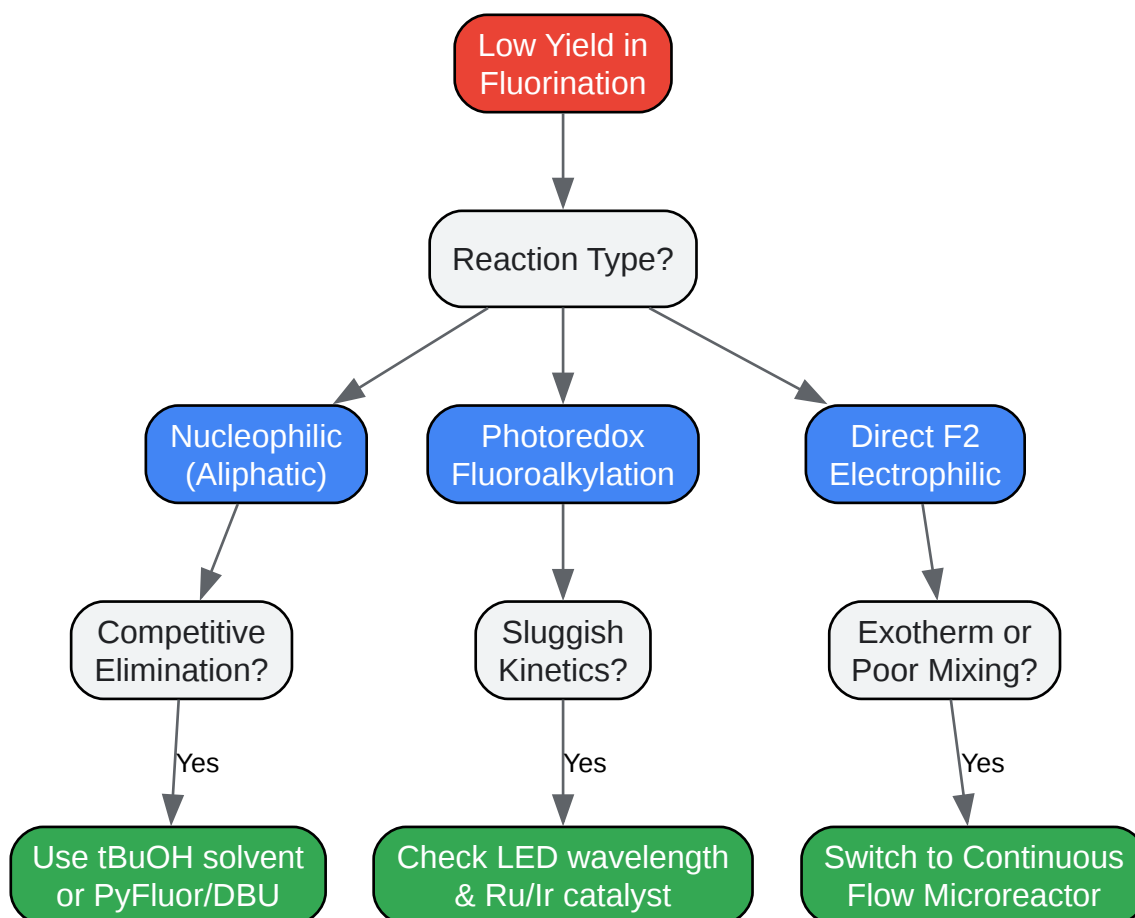 Low Yield in
Fluorination
Reaction Type?
Nucleophilic
(Aliphatic)
Photoredox
Fluoroalkylation
Direct F2
Electrophilic
Competitive
Elimination?
Sluggish
Kinetics?
Exotherm or
Poor Mixing?
Yes
Yes
Yes
Use tBuOH solvent
or PyFluor/DBU
Check LED wavelength
& Ru/Ir catalyst
Switch to Continuous
Flow Microreactor